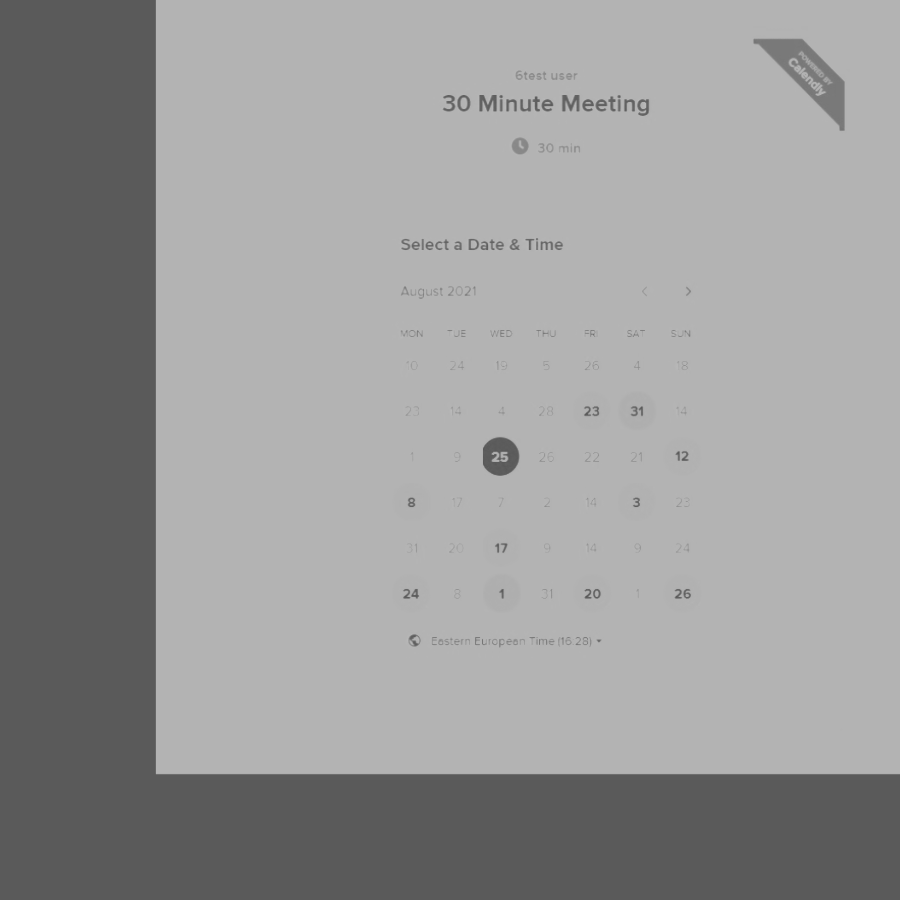 6test user
30 Minute Meeting
30 min
POWERED BY
Calendly
Select a Date & Time
August 2021
MON TUE WED THU FRI SAT SUN
10 24 19 5 26 4 18
23 14 4 28 23 31 14
1 9 25 26 22 21 12
8 17 7 2 14 3 23
31 20 17 9 14 9 24
24 8 1 31 20 1 26
Eastern European Time (16:28)